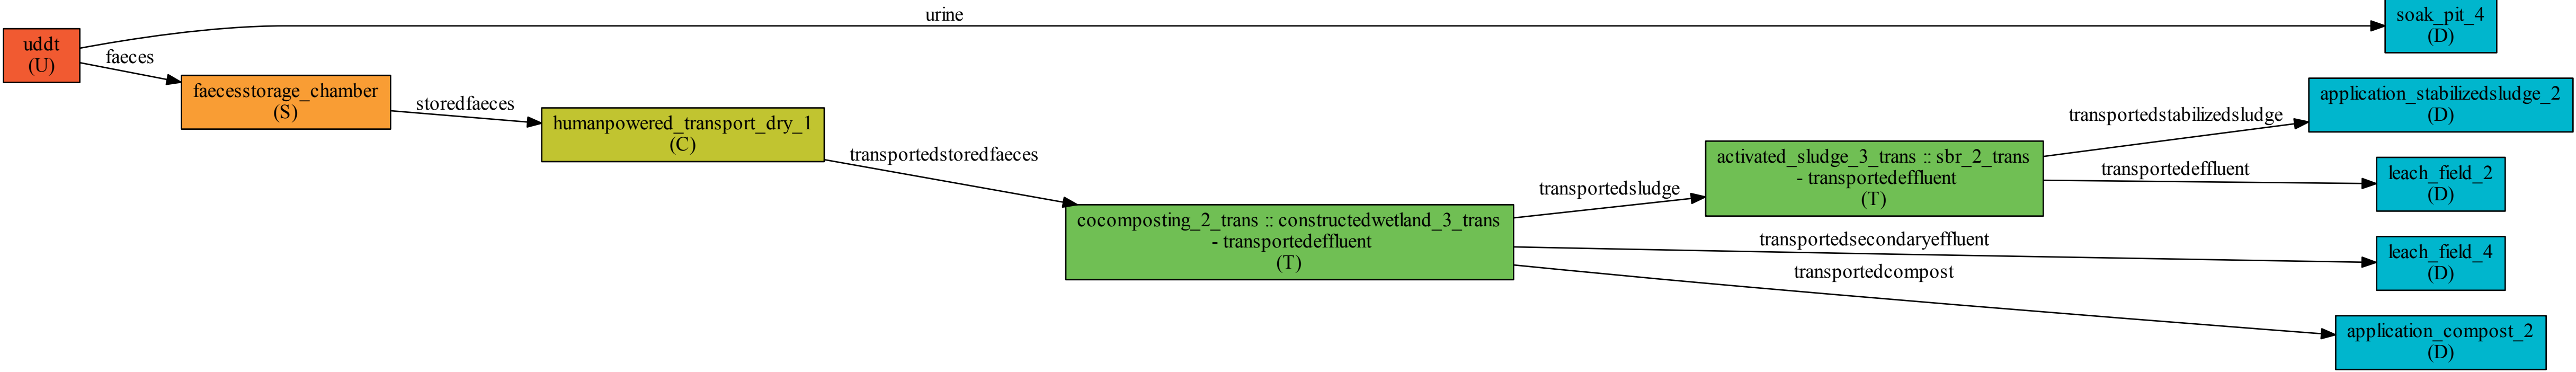 urine
uddt
(U)
faeces
faecesstorage_chamber
(S)
storedfaeces
humanpowered_transport_dry_1
(C)
transportedstoredfaeces
cocomposting_2_trans :: constructedwetland_3_trans
- transportedeffluent
(T)
transportedsludge
activated_sludge_3_trans :: sbr_2_trans
- transportedeffluent
(T)
transportedsecondaryeffluent
transportedcompost
transportedstabilizedsludge
transportedeffluent
soak_pit_4
(D)
application_stabilizedsludge_2
(D)
leach_field_2
(D)
leach_field_4
(D)
application_compost_2
(D)